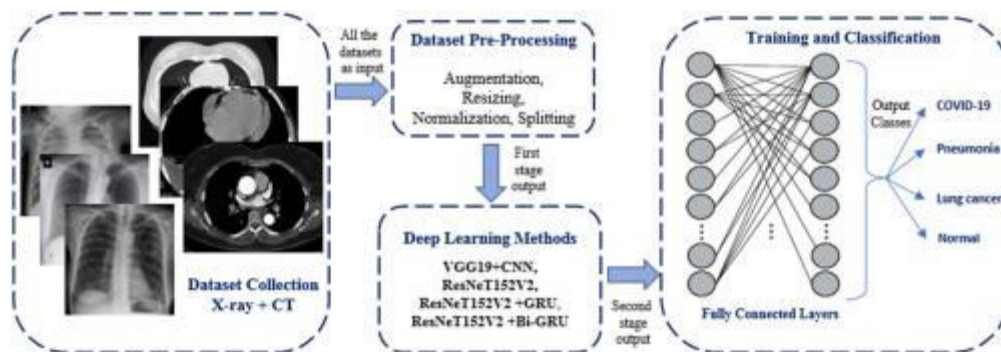 All the
datasets
as input
Dataset Collection
X-ray + CT
Dataset Pre-Processing
Augmentation,
Resizing,
Normalization, Splitting
First
stage
output
Deep Learning Methods
VGG19+CNN,
ResNeT152V2,
ResNeT152V2 +GRU,
ResNeT152V2 +Bi-GRU
Second
stage
output
Training and Classification
Output
Classes
COVID-19
Pneumonia
Lung cancer
Normal
Fully Connected Layers